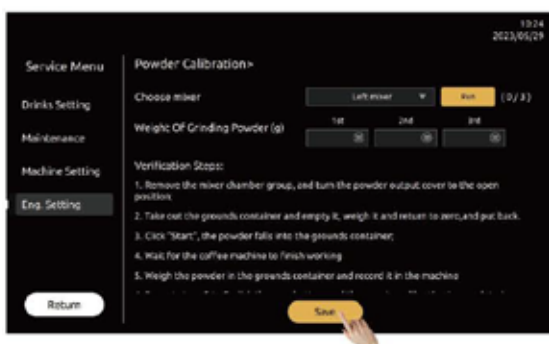 10:24
2023/05/29
Service Menu
Powder Calibration>
Drinks Setting
Choose mixer
Left mixer
Run
(0/3)
Weight Of Grinding Powder (g)
1st
2nd
3rd
Maintenance
Machine Setting
Eng. Setting
Verification Steps:
1. Remove the mixer chamber group, and turn the powder output cover to the open
position;
2. Take out the grounds container and empty it, weigh it and return to zero,and put back.
3. Click "Start", the powder falls into the grounds container;
4. Wait for the coffee machine to finish working
5. Weigh the powder in the grounds container and record it in the machine
Return
Save